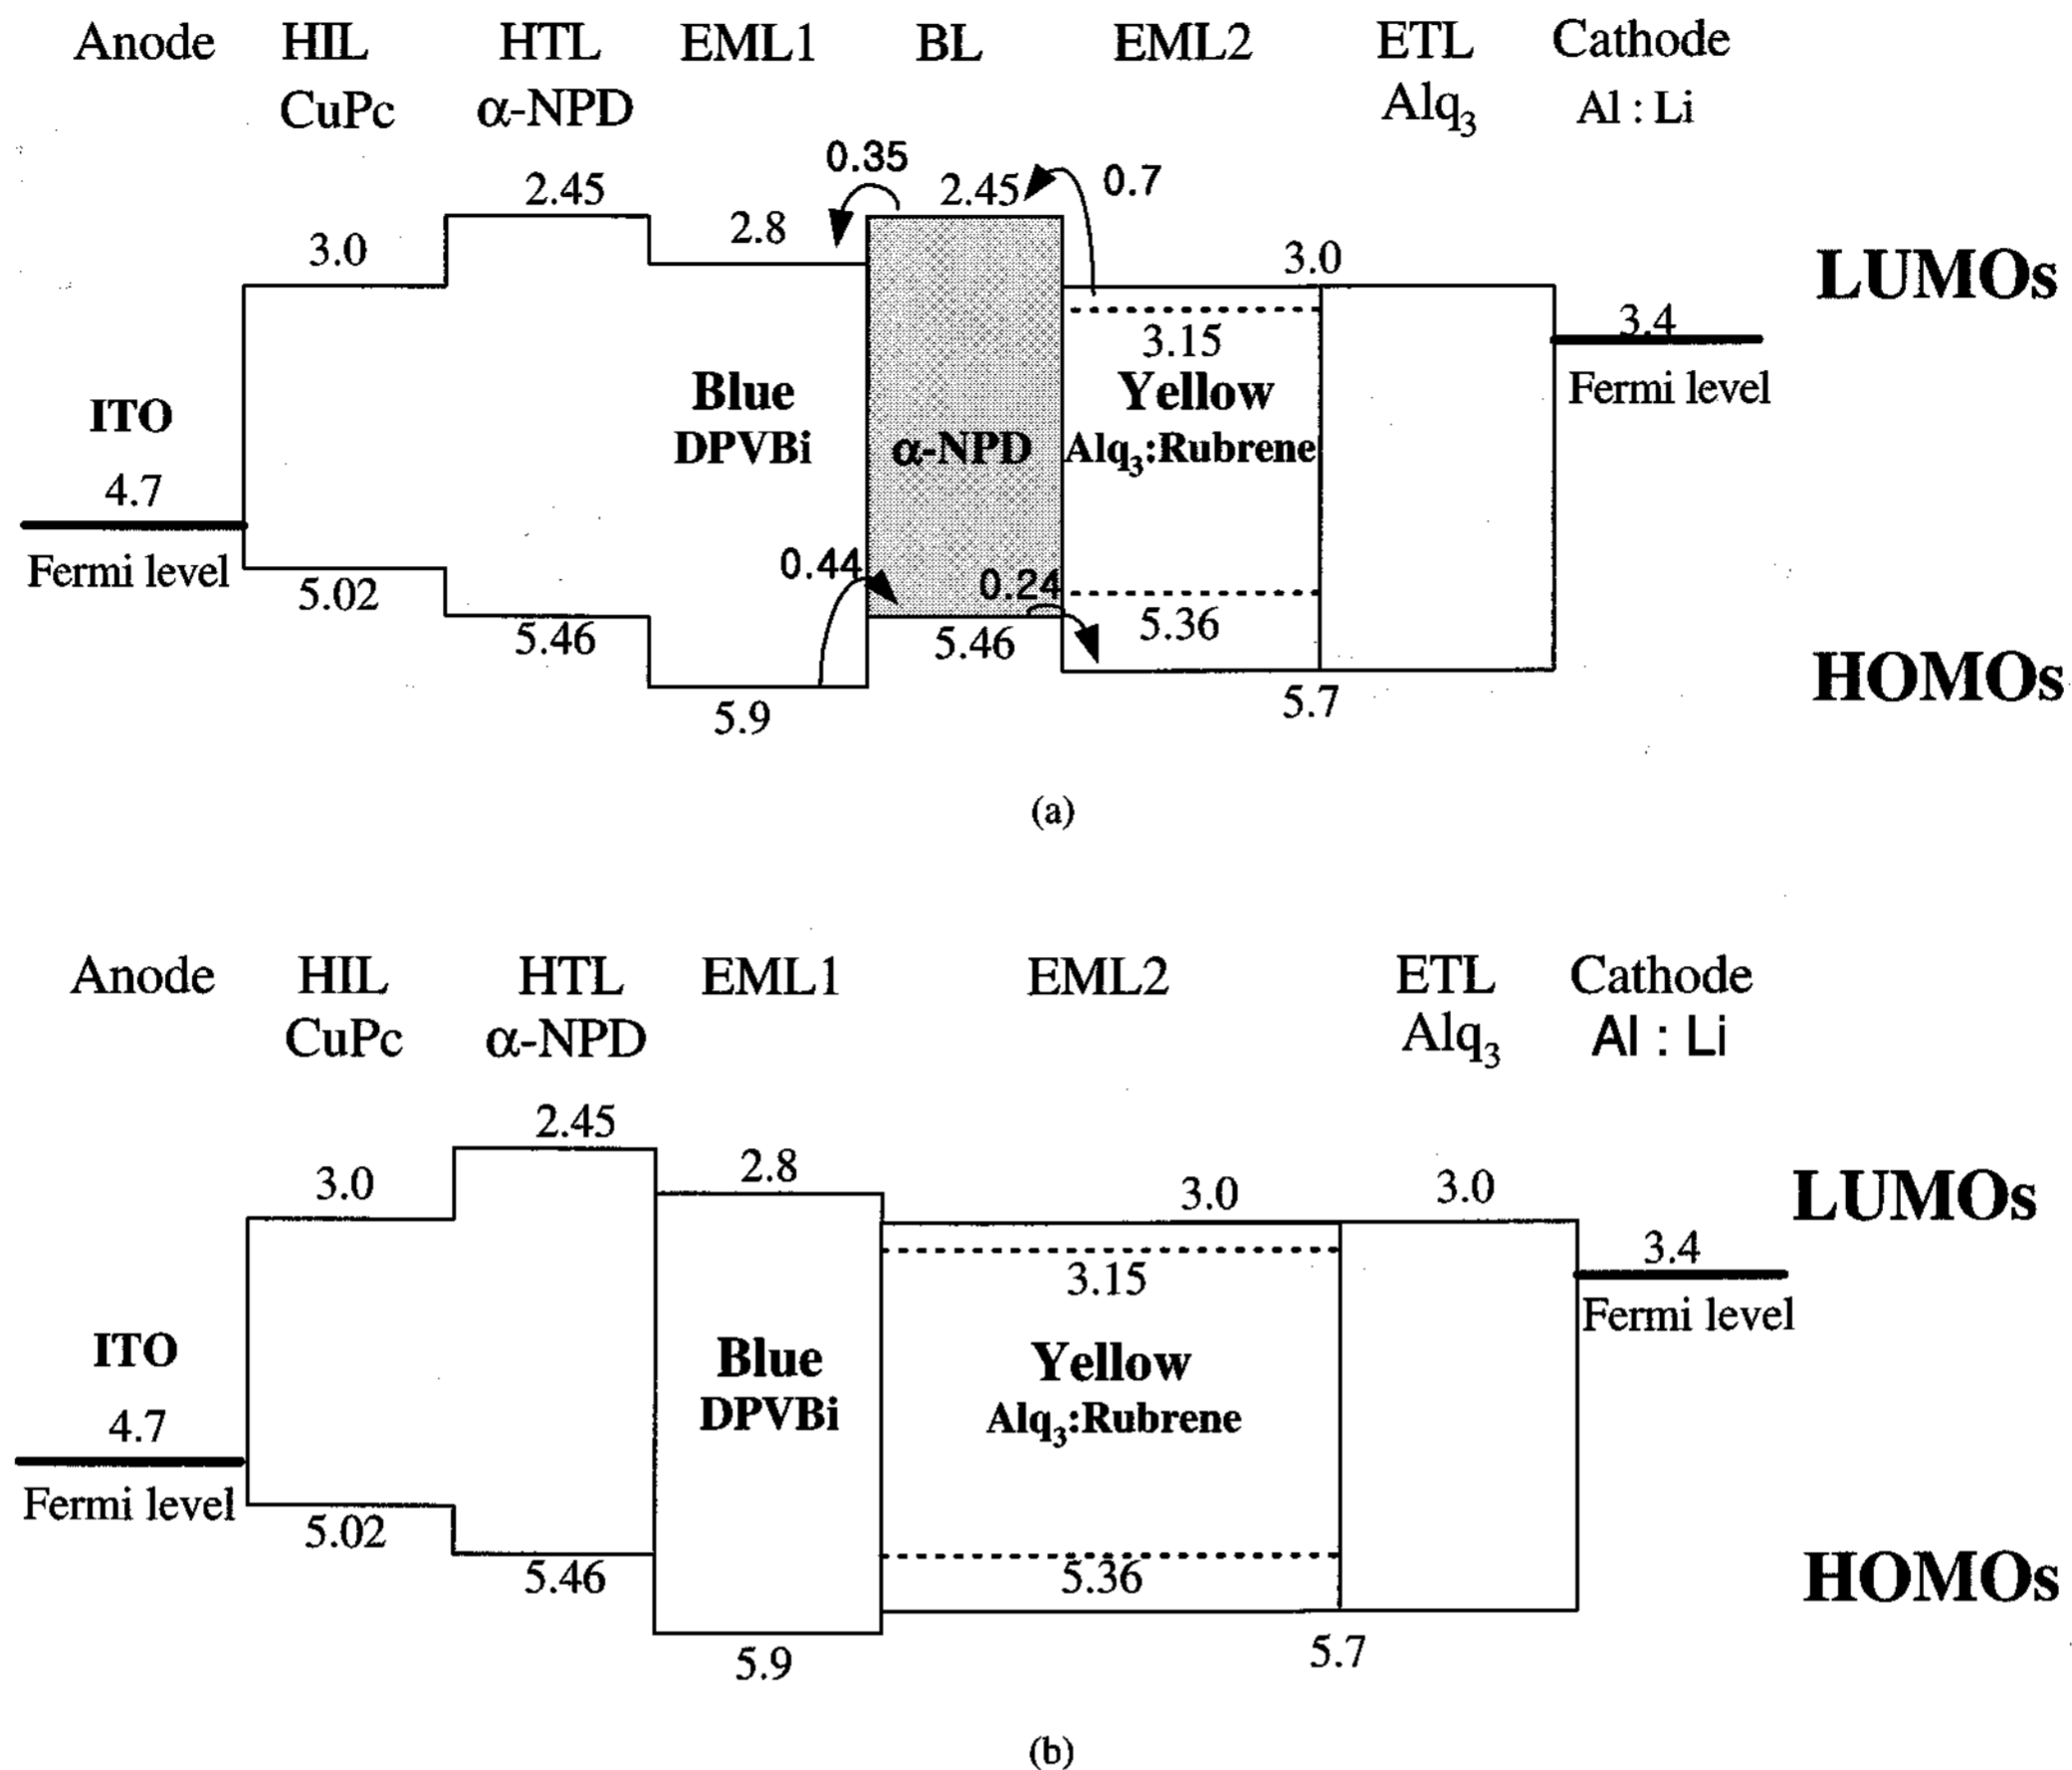 Anode HIL HTL EML1 BL EML2 ETL Cathode
CuPc α-NPD Alq₃ Al : Li
0.35 2.45 0.7
2.45
2.8
3.0 3.0 LUMOs
3.4
3.15
Blue Yellow Fermi level
ITO
DPVBi α-NPD Alq₃:Rubrene
4.7
Fermi level 0.44 0.24
5.02 5.36
5.46 5.46
HOMOs
5.9 5.7
(a)
Anode HIL HTL EML1 EML2 ETL Cathode
CuPc α-NPD Alq₃ Al : Li
2.45
2.8
3.0 3.0 3.0 LUMOs
3.4
3.15
Fermi level
ITO Blue Yellow
DPVBi Alq₃:Rubrene
4.7
Fermi level
5.02
5.46 5.36 HOMOs
5.9 5.7
(b)